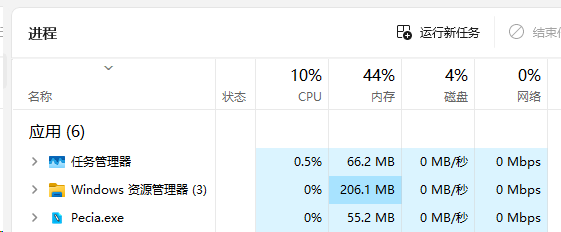 进程 运行新任务 结束
10% 44% 4% 0%
名称 状态 CPU 内存 磁盘 网络
应用 (6)
任务管理器 0.5% 66.2 MB 0 MB/秒 0 Mbps
Windows 资源管理器 (3) 0% 206.1 MB 0 MB/秒 0 Mbps
Pecia.exe 0% 55.2 MB 0 MB/秒 0 Mbps